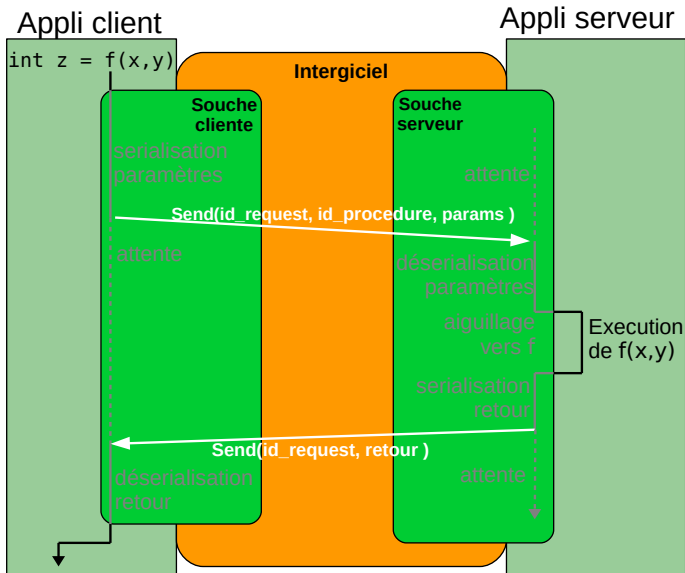 Appli client
Appli serveur
int z = f(x,y)
Intergiciel
Souche
cliente
Souche
serveur
serialisation
paramètres
attente
Send(id_request, id_procedure, params )
attente
déserialisation
paramètres
aiguillage
vers f
Execution
de f(x,y)
serialisation
retour
Send(id_request, retour )
déserialisation
retour
attente